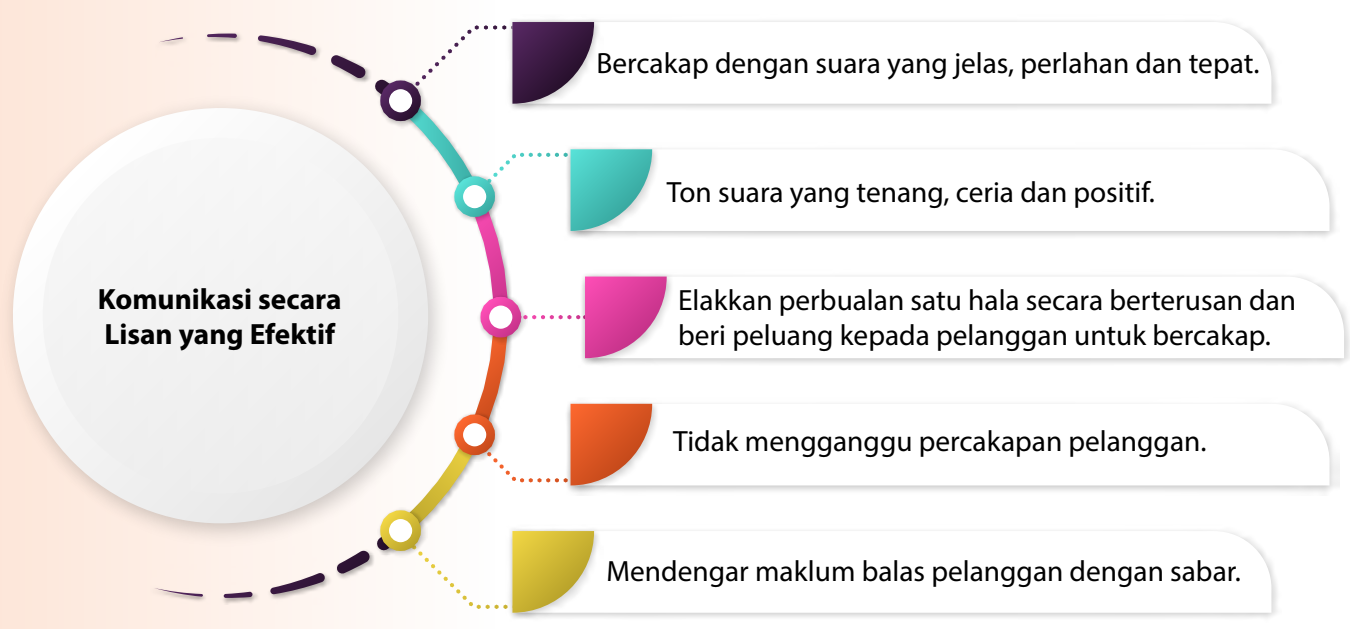 Komunikasi secara
Lisan yang Efektif
Bercakap dengan suara yang jelas, perlahan dan tepat.
Ton suara yang tenang, ceria dan positif.
Elakkan perbualan satu hala secara berterusan dan
beri peluang kepada pelanggan untuk bercakap.
Tidak mengganggu percakapan pelanggan.
Mendengar maklum balas pelanggan dengan sabar.